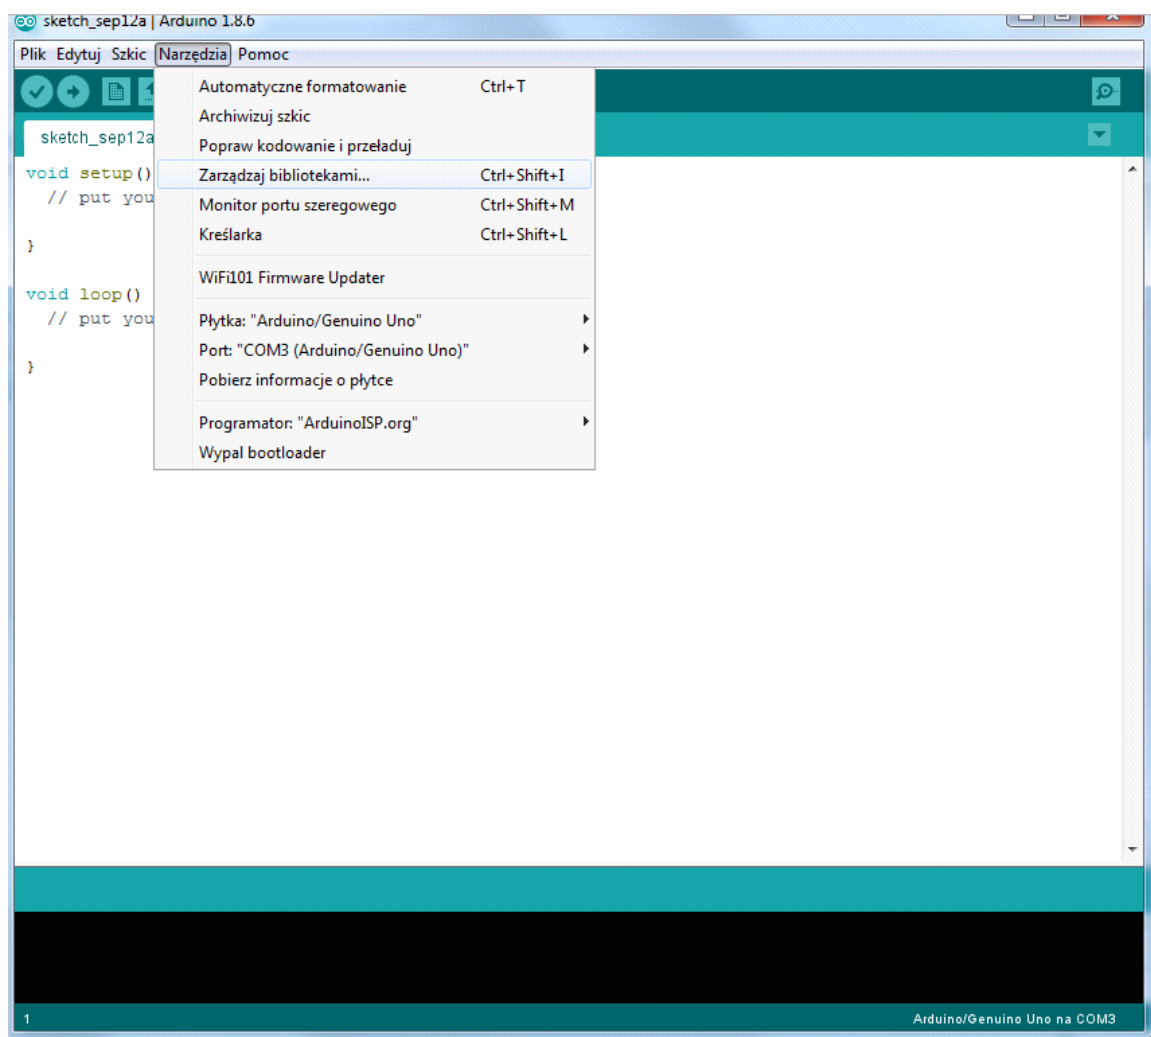 sketch_sep12a | Arduino 1.8.6
Plik Edytuj Szkic Narzędzia Pomoc
Automatyczne formatowanie Ctrl+T
Archiwizuj szkic
sketch_sep12a
Popraw kodowanie i przeładuj
void setup()
Zarządzaj bibliotekami... Ctrl+Shift+I
// put you
Monitor portu szeregowego Ctrl+Shift+M
}
Kreślarka Ctrl+Shift+L
WiFi101 Firmware Updater
void loop()
// put you
Płytka: "Arduino/Genuino Uno"
Port: "COM3 (Arduino/Genuino Uno)"
}
Pobierz informacje o płytce
Programator: "ArduinoISP.org"
Wypal bootloader
1 Arduino/Genuino Uno na COM3